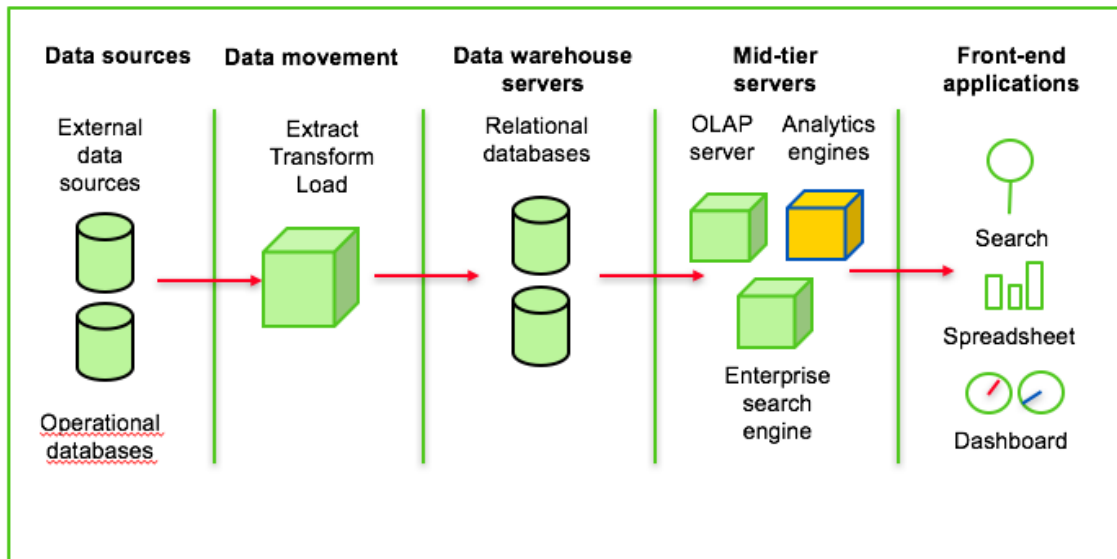 Data sources
Data movement
Data warehouse
servers
Mid-tier
servers
Front-end
applications
External
data
sources
Operational
databases
Extract
Transform
Load
Relational
databases
OLAP
server
Analytics
engines
Enterprise
search
engine
Search
Spreadsheet
Dashboard